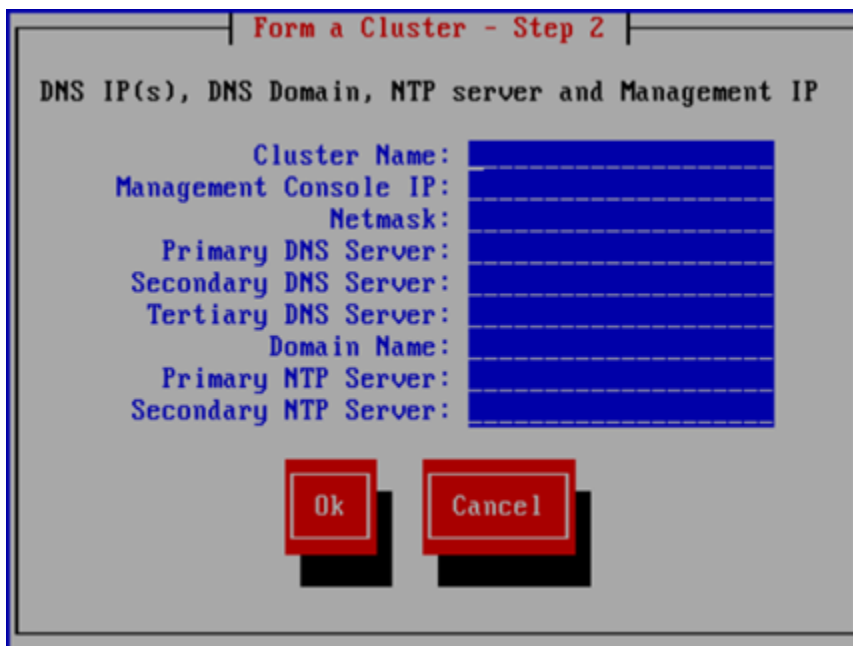 Form a Cluster - Step 2
DNS IP(s), DNS Domain, NTP server and Management IP
Cluster Name:
Management Console IP:
Netmask:
Primary DNS Server:
Secondary DNS Server:
Tertiary DNS Server:
Domain Name:
Primary NTP Server:
Secondary NTP Server:
Ok Cancel